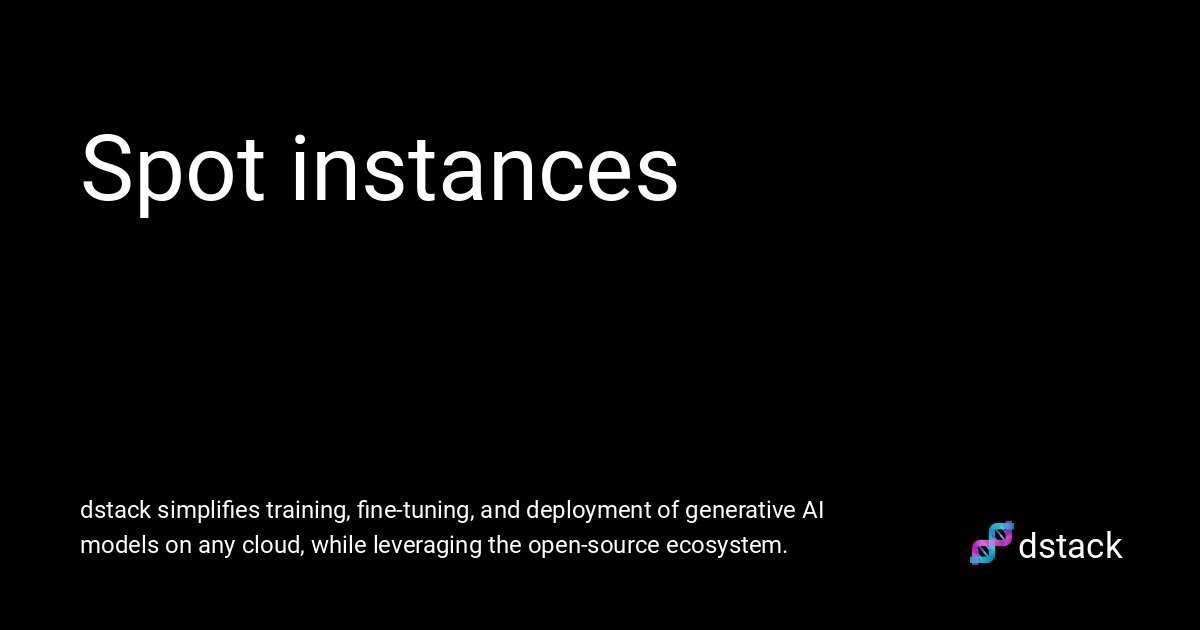 Spot instances
dstack simplifies training, fine-tuning, and deployment of generative AI
models on any cloud, while leveraging the open-source ecosystem.
dstack